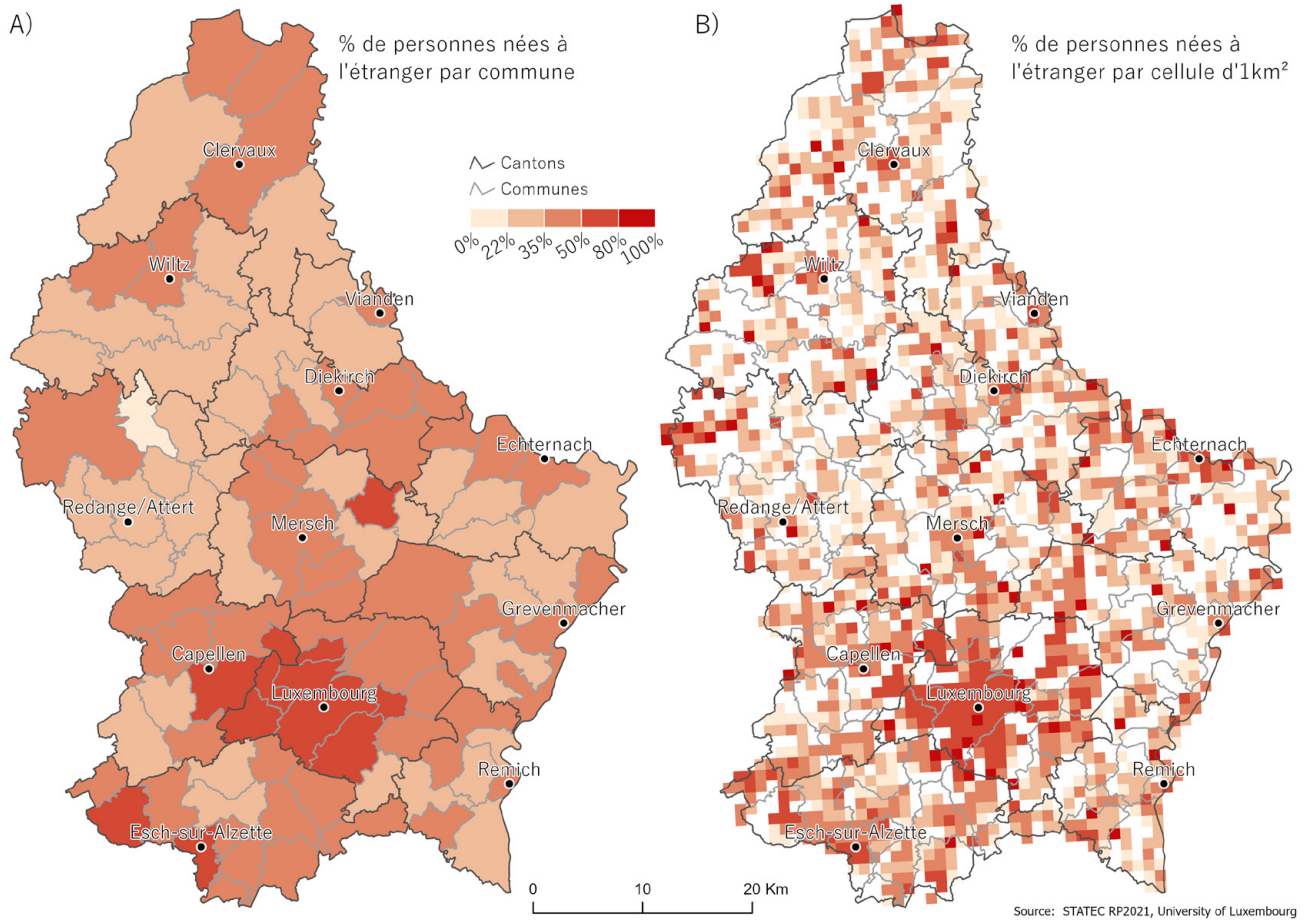 A)
% de personnes nées à
l'étranger par commune
Cantons
Communes
0% 22% 35% 50% 80% 100%
Clervaux
Wiltz
Vianden
Diekirch
Echternach
Redange/Attert
Mersch
Grevenmacher
Capellen
Luxembourg
Remich
Esch-sur-Alzette
0 10 20 Km
B)
% de personnes nées à
l'étranger par cellule d'1km²
Clervaux
Wiltz
Vianden
Diekirch
Echternach
Redange/Attert
Mersch
Grevenmacher
Capellen
Luxembourg
Remich
Esch-sur-Alzette
Source: STATEC RP2021, University of Luxembourg